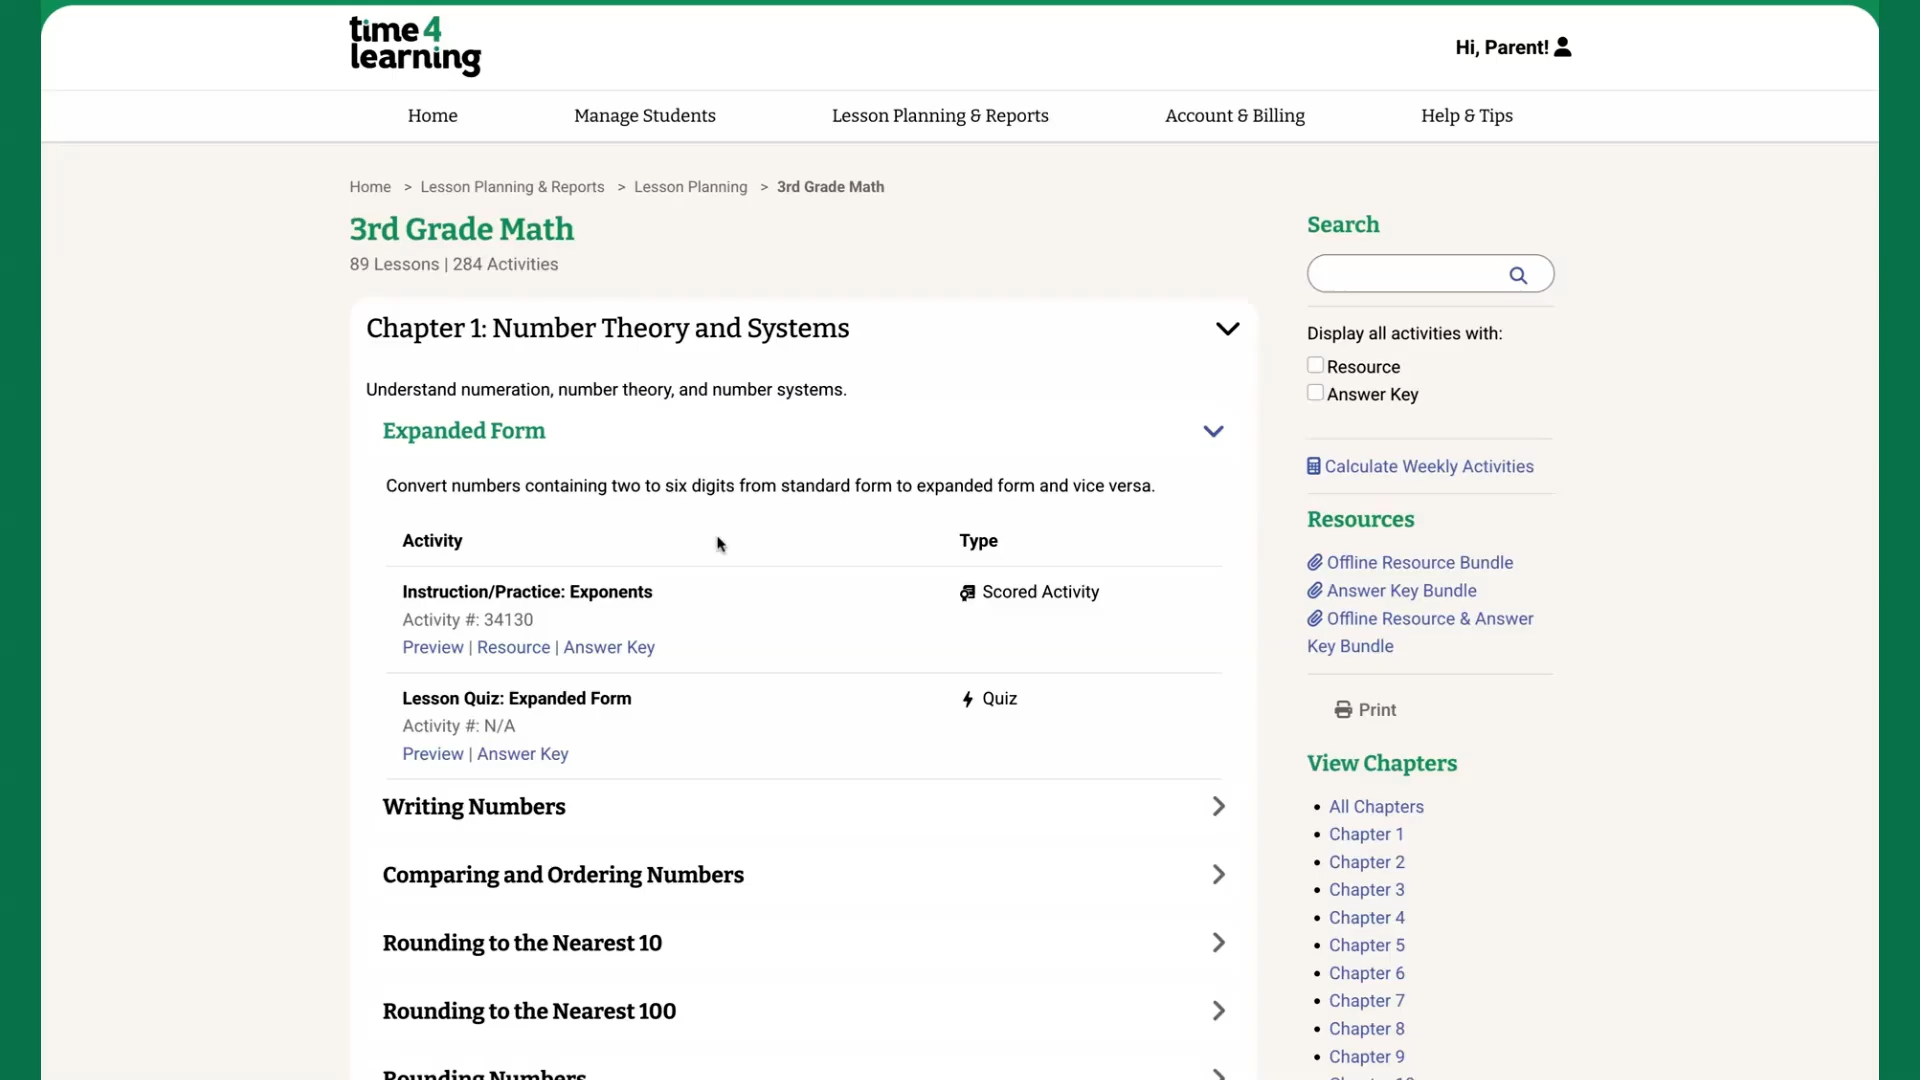 time4
learning
Hi, Parent!
Home
Manage Students
Lesson Planning & Reports
Account & Billing
Help & Tips
Home > Lesson Planning & Reports > Lesson Planning > 3rd Grade Math
3rd Grade Math
89 Lessons | 284 Activities
Chapter 1: Number Theory and Systems
Understand numeration, number theory, and number systems.
Expanded Form
Convert numbers containing two to six digits from standard form to expanded form and vice versa.
Activity
Type
Instruction/Practice: Exponents
Scored Activity
Activity #: 34130
Preview | Resource | Answer Key
Lesson Quiz: Expanded Form
Quiz
Activity #: N/A
Preview | Answer Key
Writing Numbers
Comparing and Ordering Numbers
Rounding to the Nearest 10
Rounding to the Nearest 100
Rounding Numbers
Search
Display all activities with:
Resource
Answer Key
Calculate Weekly Activities
Resources
Offline Resource Bundle
Answer Key Bundle
Offline Resource & Answer
Key Bundle
Print
View Chapters
All Chapters
Chapter 1
Chapter 2
Chapter 3
Chapter 4
Chapter 5
Chapter 6
Chapter 7
Chapter 8
Chapter 9